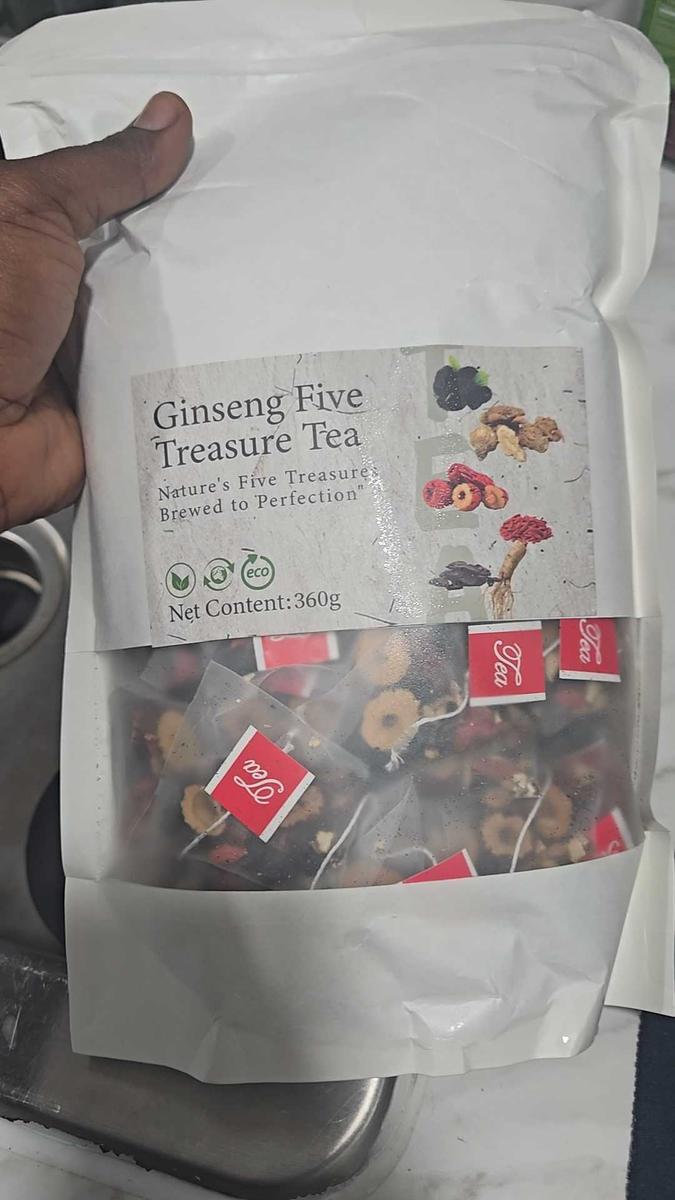 Ginseng Five
Treasure Tea
Nature's Five Treasures
Brewed to "Perfection"
eco
Net Content:360g
Tea
Tea
Tea